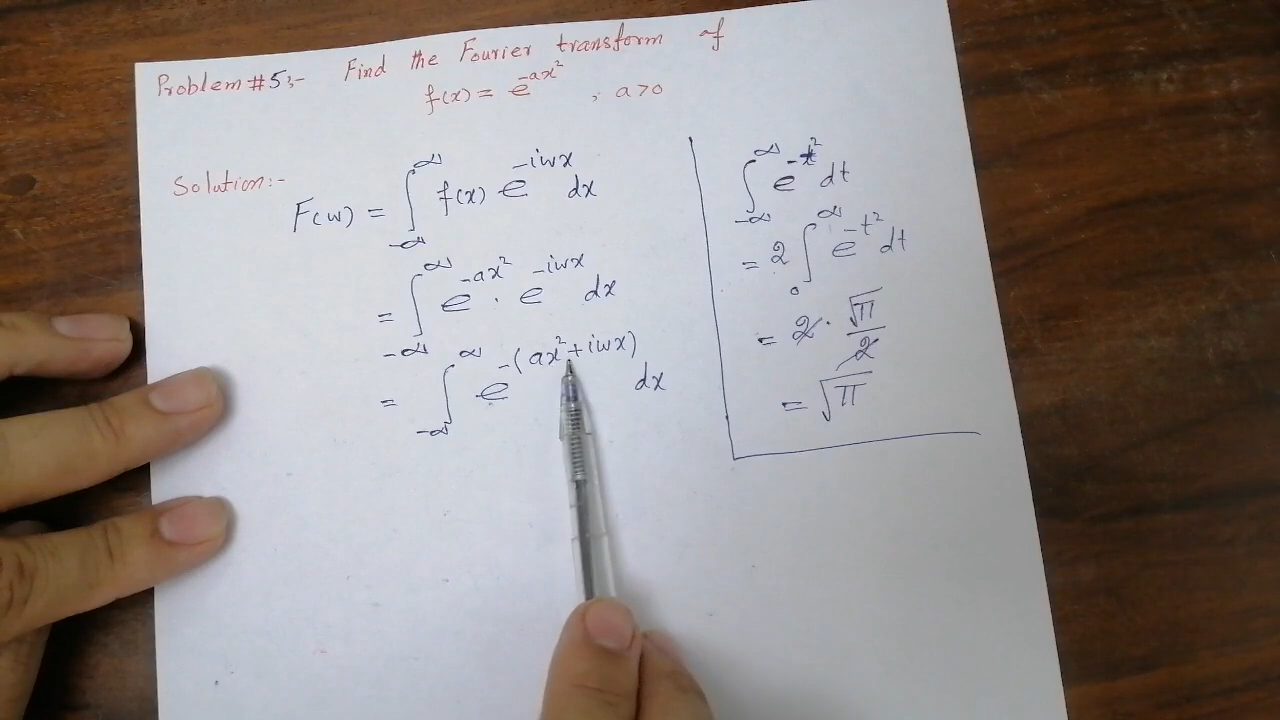 Problem #5:- Find the Fourier transform of
f(x) = e^{-ax²} , a>0
Solution:-
F(w) = ∫_{-∞}^{∞} f(x) e^{-iwx} dx
= ∫_{-∞}^{∞} e^{-ax²} · e^{-iwx} dx
= ∫_{-∞}^{∞} e^{-(ax²+iwx)} dx
∫_{-∞}^{∞} e^{-t²} dt
= 2 ∫_{0}^{∞} e^{-t²} dt
= 2 · √π/2
= √π